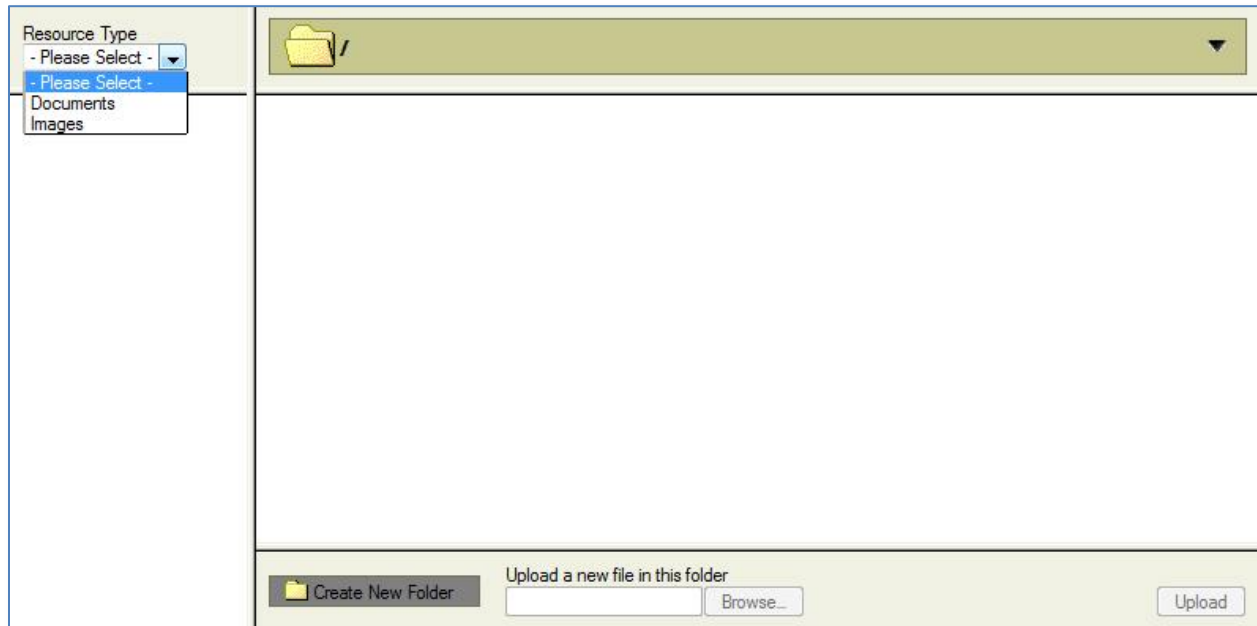 Resource Type
- Please Select -
- Please Select -
Documents
Images
/
Create New Folder
Upload a new file in this folder
Browse...
Upload